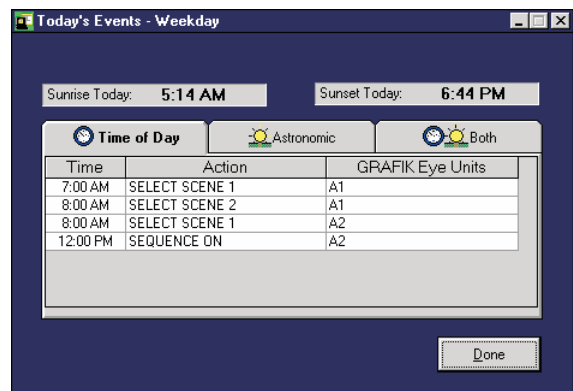 Today's Events - Weekday
Sunrise Today: 5:14 AM Sunset Today: 6:44 PM
Time of Day Astronomic Both
Time Action GRAFIK Eye Units
7:00 AM SELECT SCENE 1 A1
8:00 AM SELECT SCENE 2 A1
8:00 AM SELECT SCENE 1 A2
12:00 PM SEQUENCE ON A2
Done